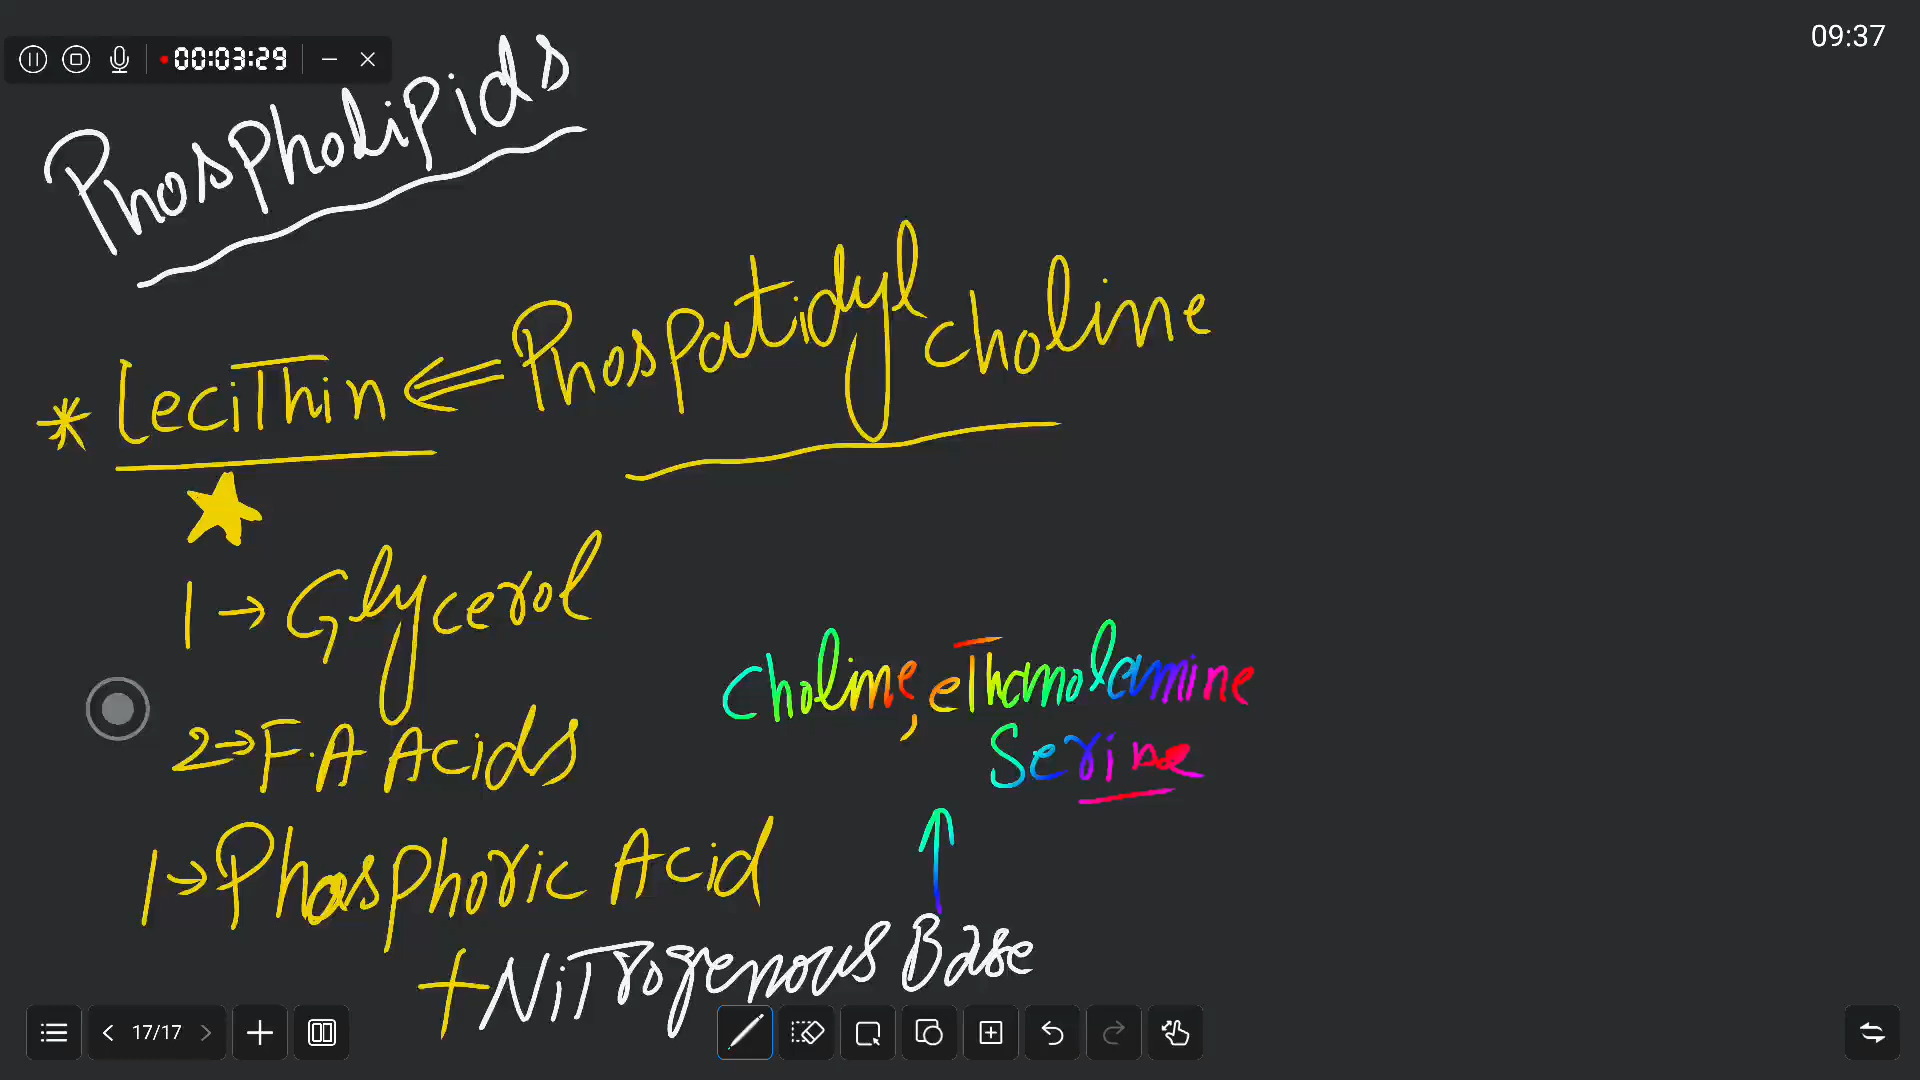 09:37
00:03:29
Phospholipids
* Lecithin ⇐ Phospatidyl choline
1 → Glycerol
choline, ethanolamine
Serine
2 → F.A Acids
1 → Phosphoric Acid
+ Nitrogenous Base
17/17